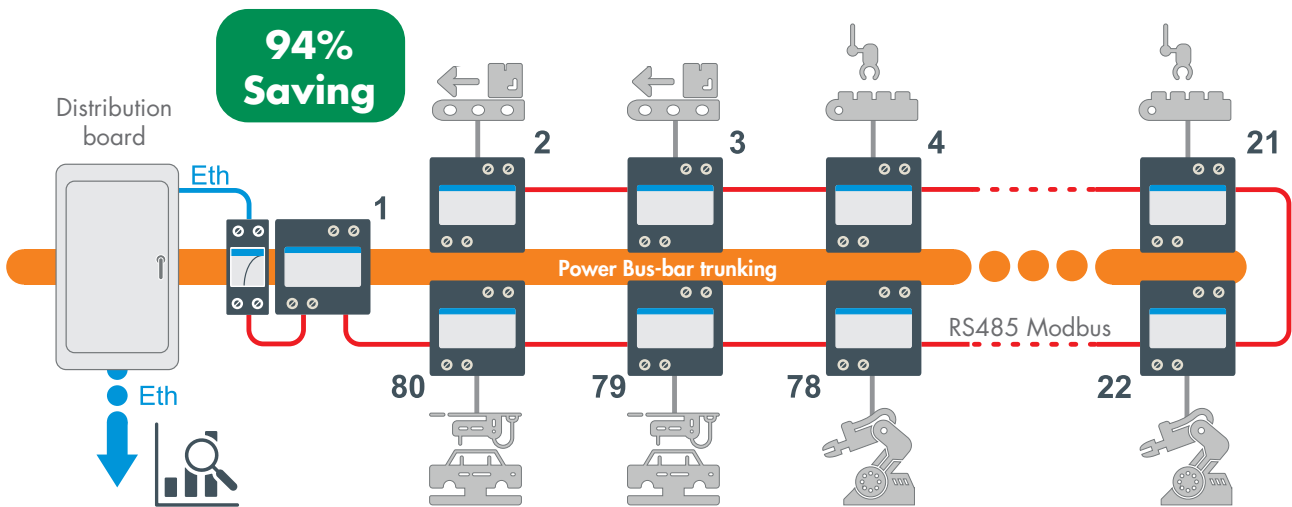 94%
Saving
Distribution
board
Eth
1
2
3
4
21
Power Bus-bar trunking
RS485 Modbus
80
79
78
22
Eth